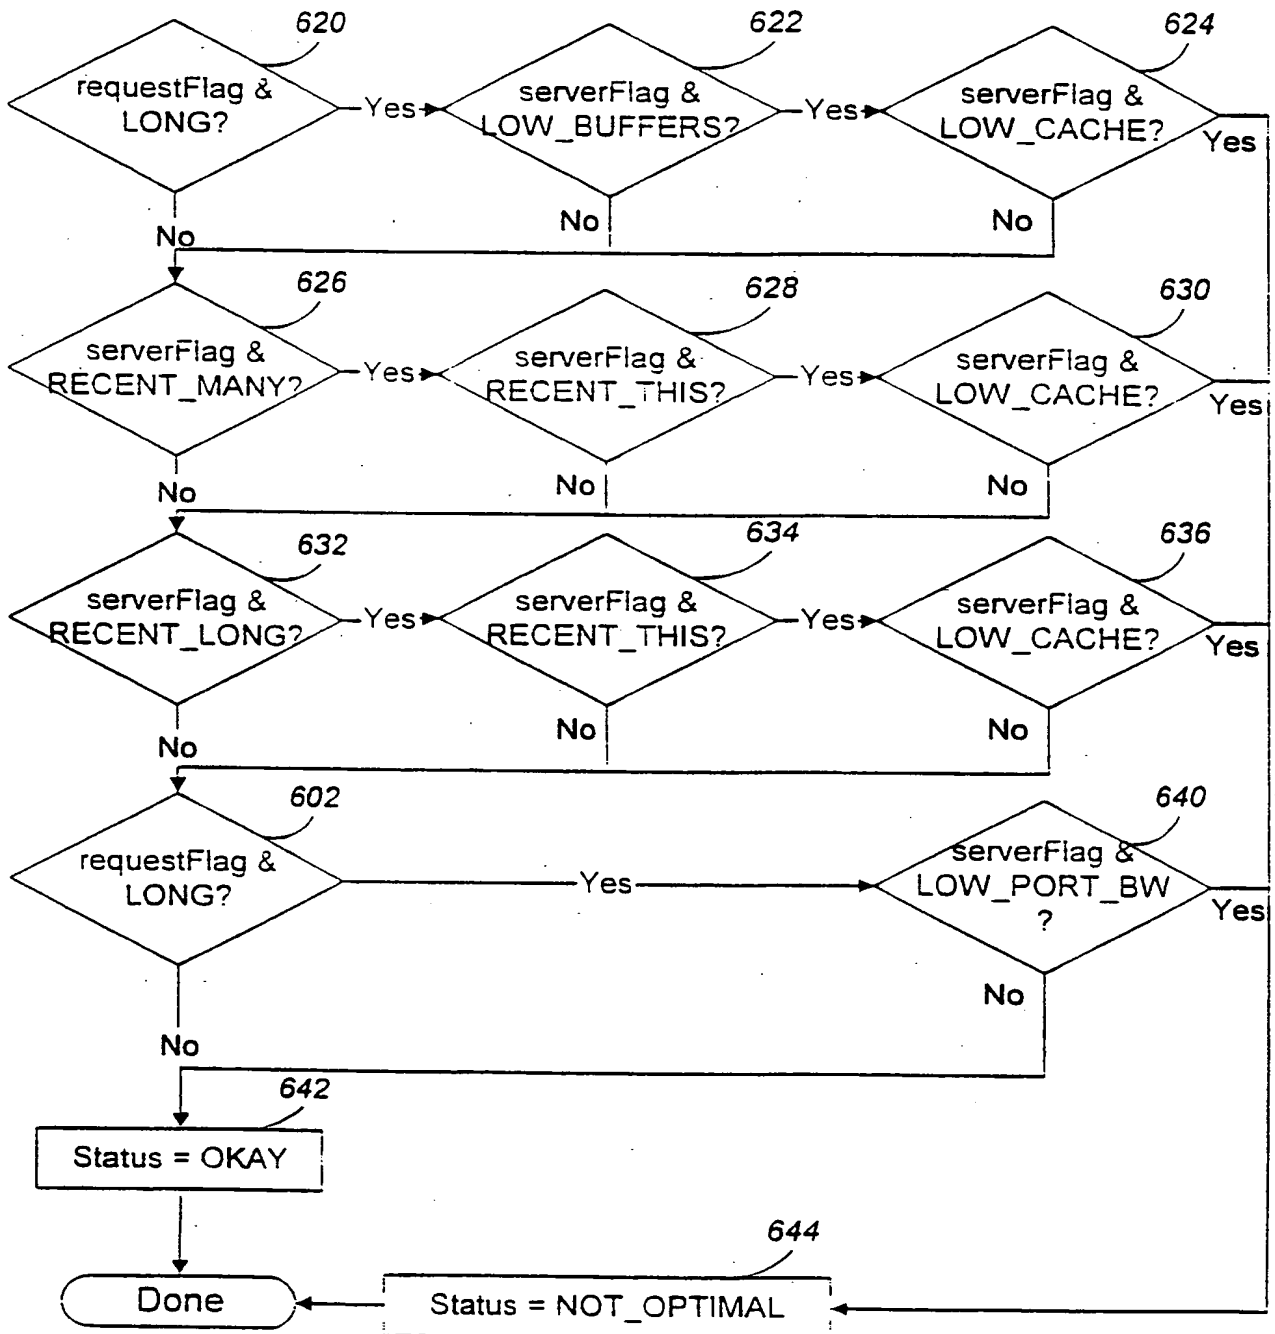 620
requestFlag &
LONG?
Yes
No
622
serverFlag &
LOW_BUFFERS?
Yes
No
624
serverFlag &
LOW_CACHE?
Yes
No
626
serverFlag &
RECENT_MANY?
Yes
No
628
serverFlag &
RECENT_THIS?
Yes
No
630
serverFlag &
LOW_CACHE?
Yes
No
632
serverFlag &
RECENT_LONG?
Yes
No
634
serverFlag &
RECENT_THIS?
Yes
No
636
serverFlag &
LOW_CACHE?
Yes
No
602
requestFlag &
LONG?
Yes
No
640
serverFlag &
LOW_PORT_BW
?
Yes
No
642
Status = OKAY
644
Status = NOT_OPTIMAL
Done